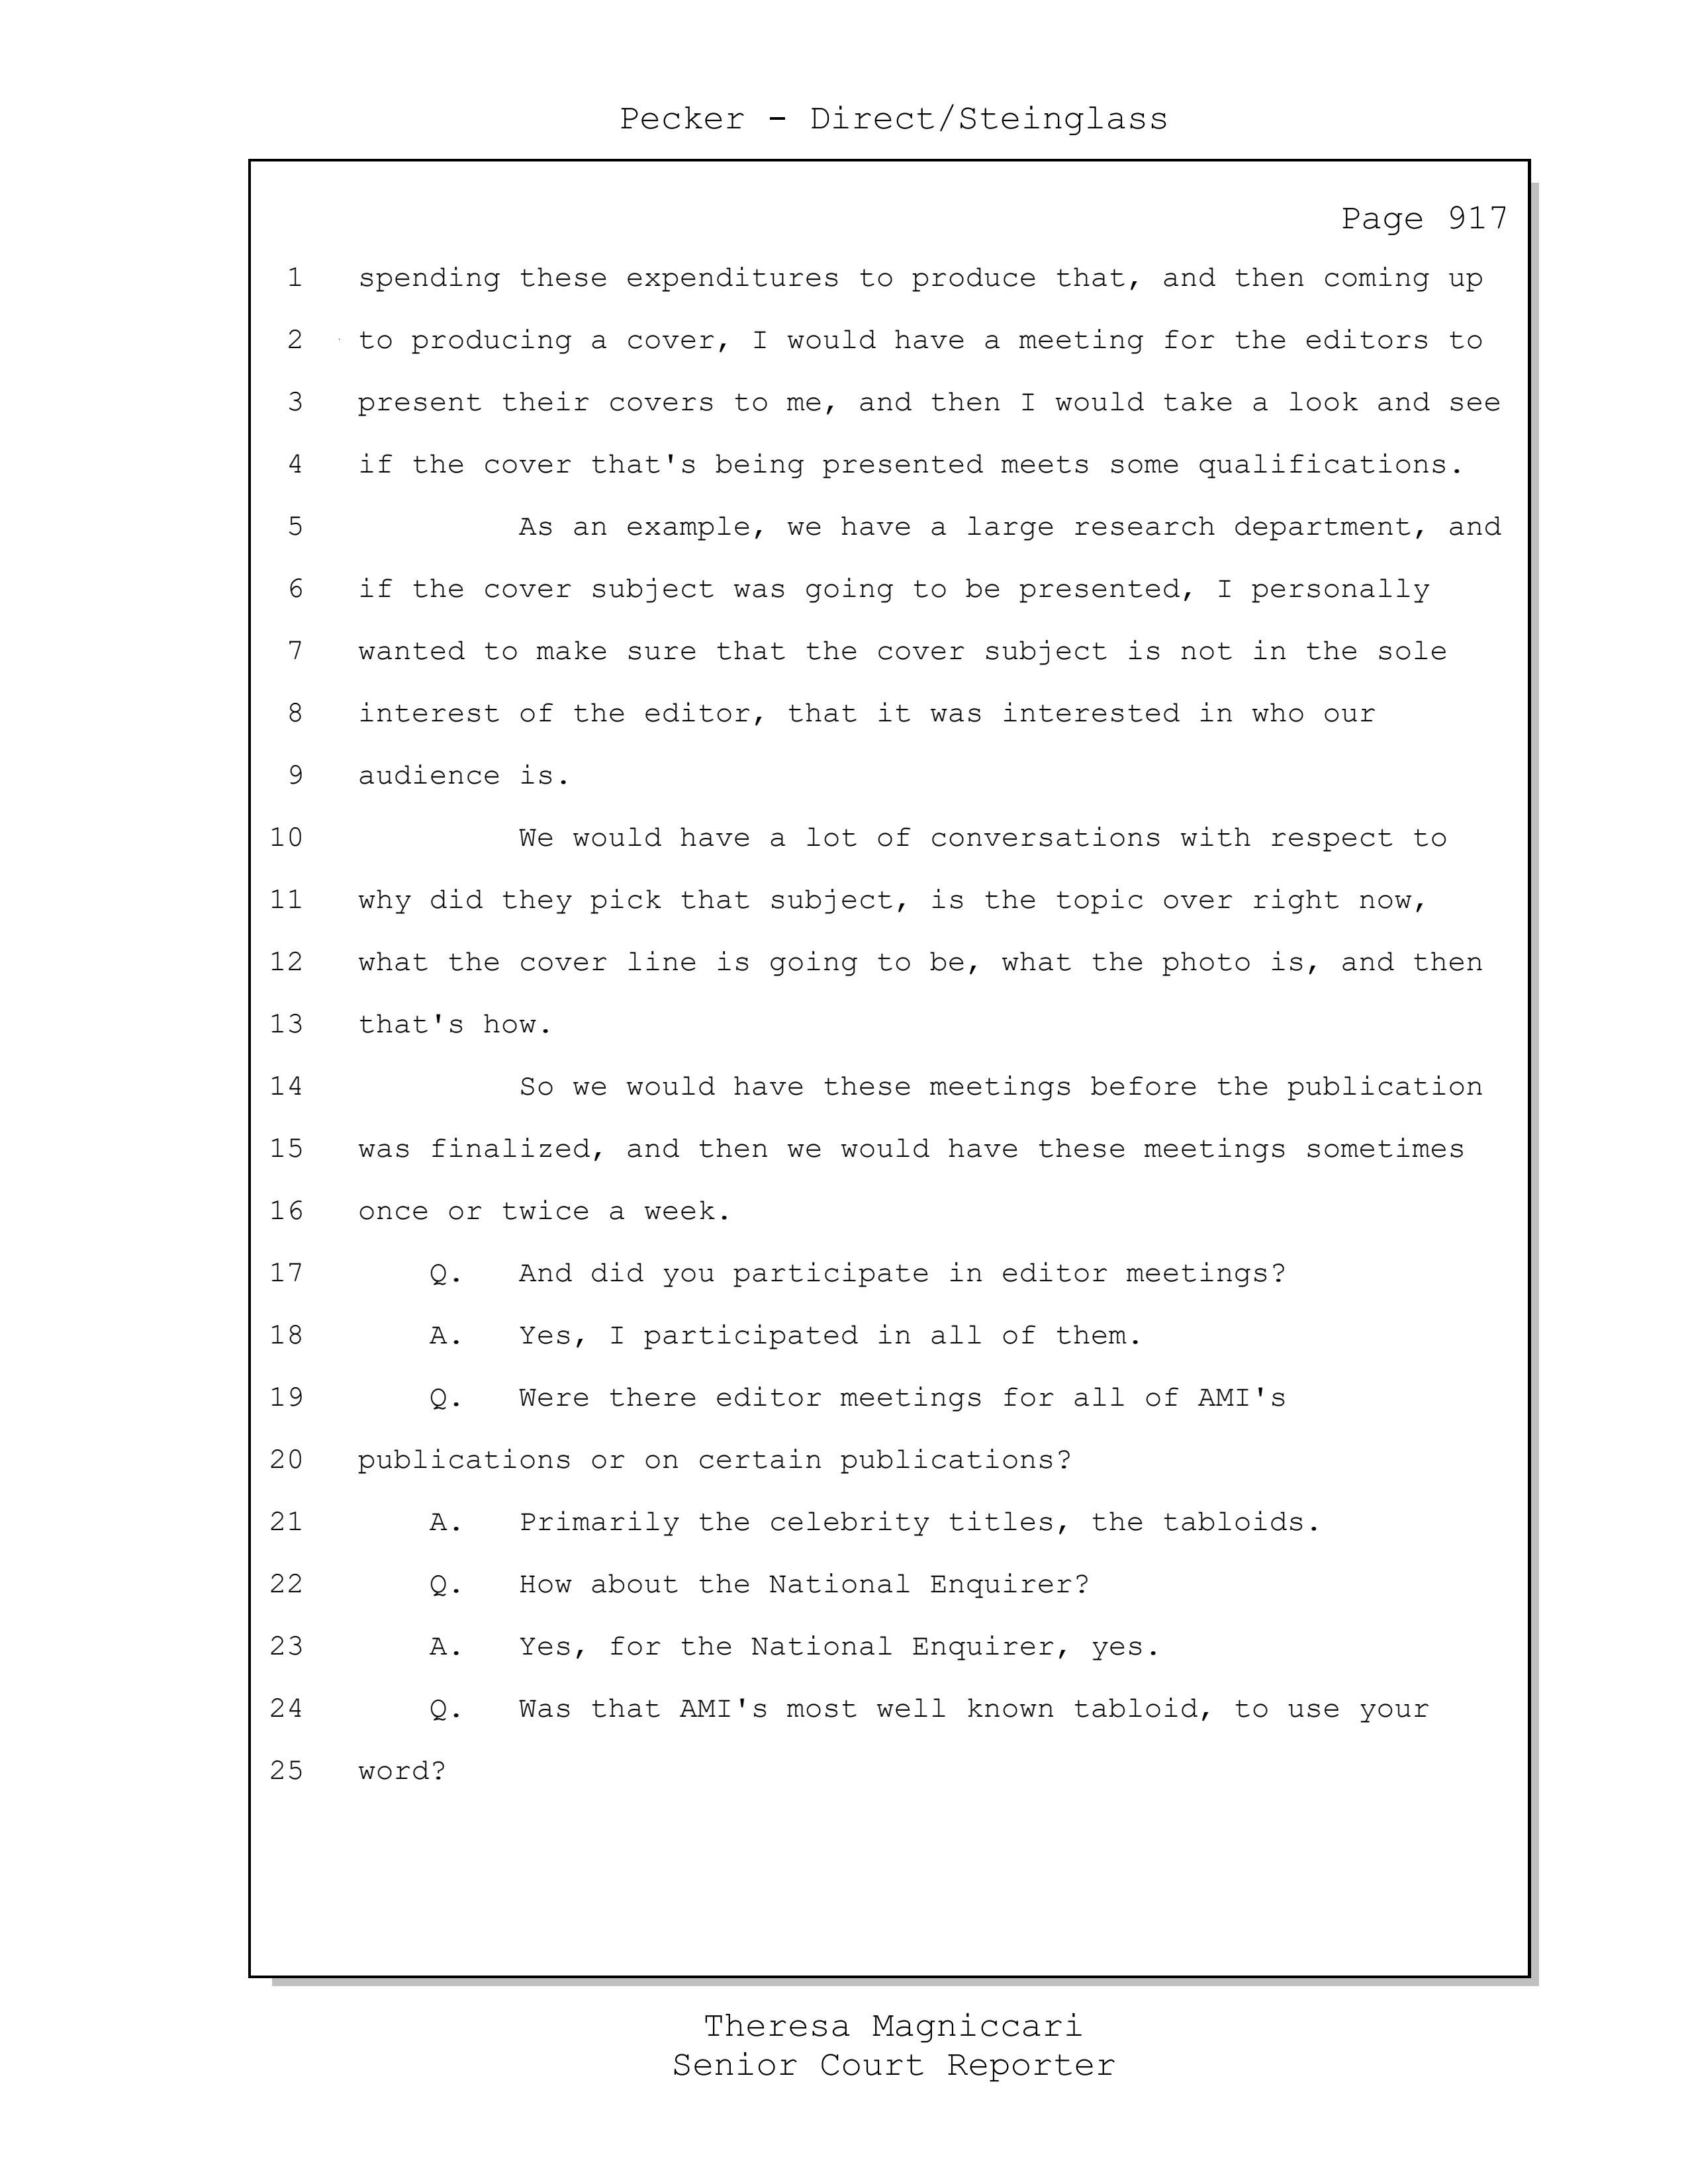 Pecker - Direct/Steinglass
Page 917
1 spending these expenditures to produce that, and then coming up
2 to producing a cover, I would have a meeting for the editors to
3 present their covers to me, and then I would take a look and see
4 if the cover that's being presented meets some qualifications.
5 As an example, we have a large research department, and
6 if the cover subject was going to be presented, I personally
7 wanted to make sure that the cover subject is not in the sole
8 interest of the editor, that it was interested in who our
9 audience is.
10 We would have a lot of conversations with respect to
11 why did they pick that subject, is the topic over right now,
12 what the cover line is going to be, what the photo is, and then
13 that's how.
14 So we would have these meetings before the publication
15 was finalized, and then we would have these meetings sometimes
16 once or twice a week.
17 Q. And did you participate in editor meetings?
18 A. Yes, I participated in all of them.
19 Q. Were there editor meetings for all of AMI's
20 publications or on certain publications?
21 A. Primarily the celebrity titles, the tabloids.
22 Q. How about the National Enquirer?
23 A. Yes, for the National Enquirer, yes.
24 Q. Was that AMI's most well known tabloid, to use your
25 word?
Theresa Magniccari
Senior Court Reporter